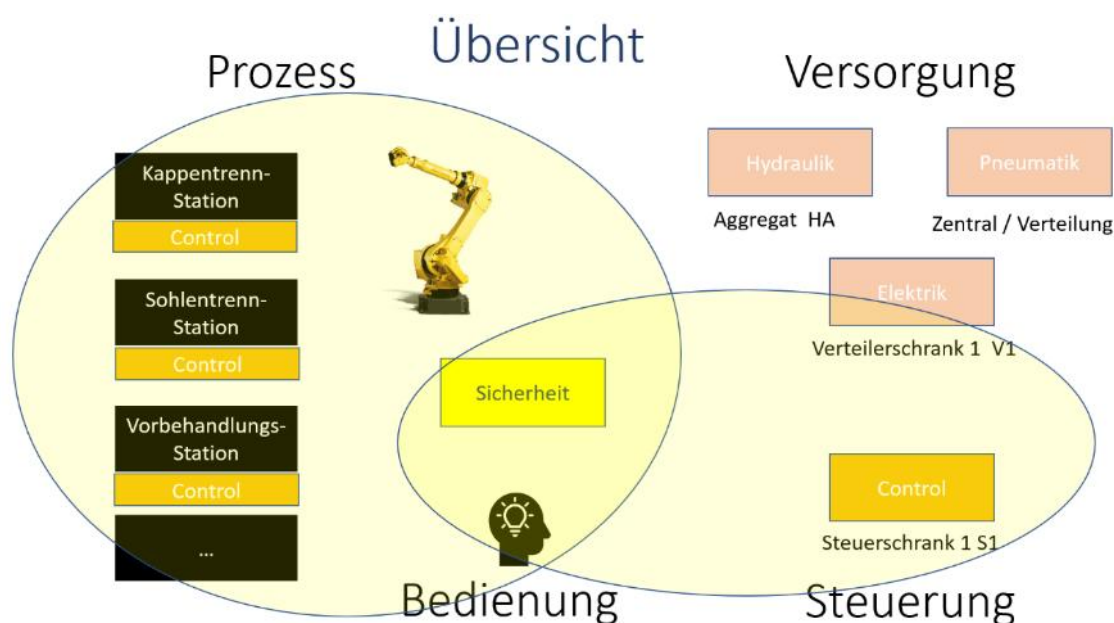 Übersicht
Prozess
Versorgung
Kappentrenn-
Station
Control
Sohlentrenn-
Station
Control
Vorbehandlungs-
Station
Control
...
Hydraulik
Aggregat HA
Pneumatik
Zentral / Verteilung
Elektrik
Verteilerschrank 1 V1
Sicherheit
Control
Steuerschrank 1 S1
Bedienung
Steuerung